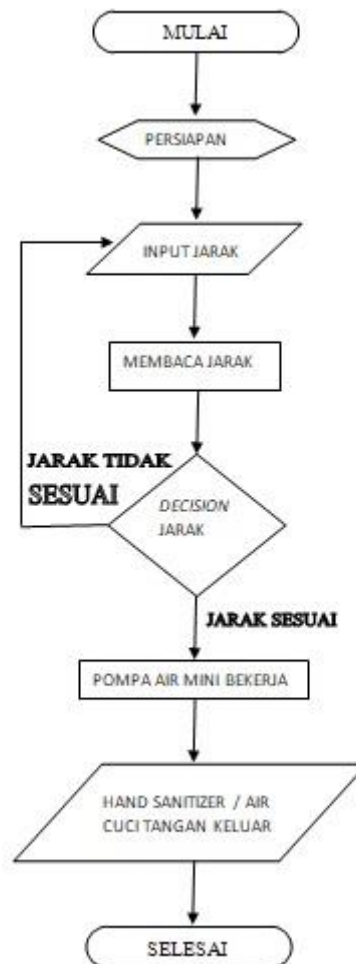 MULAI
PERSIAPAN
INPUT JARAK
MEMBACA JARAK
JARAK TIDAK
SESUAI
DECISION
JARAK
JARAK SESUAI
POMPA AIR MINI BEKERJA
HAND SANITIZER / AIR
CUCI TANGAN KELUAR
SELESAI